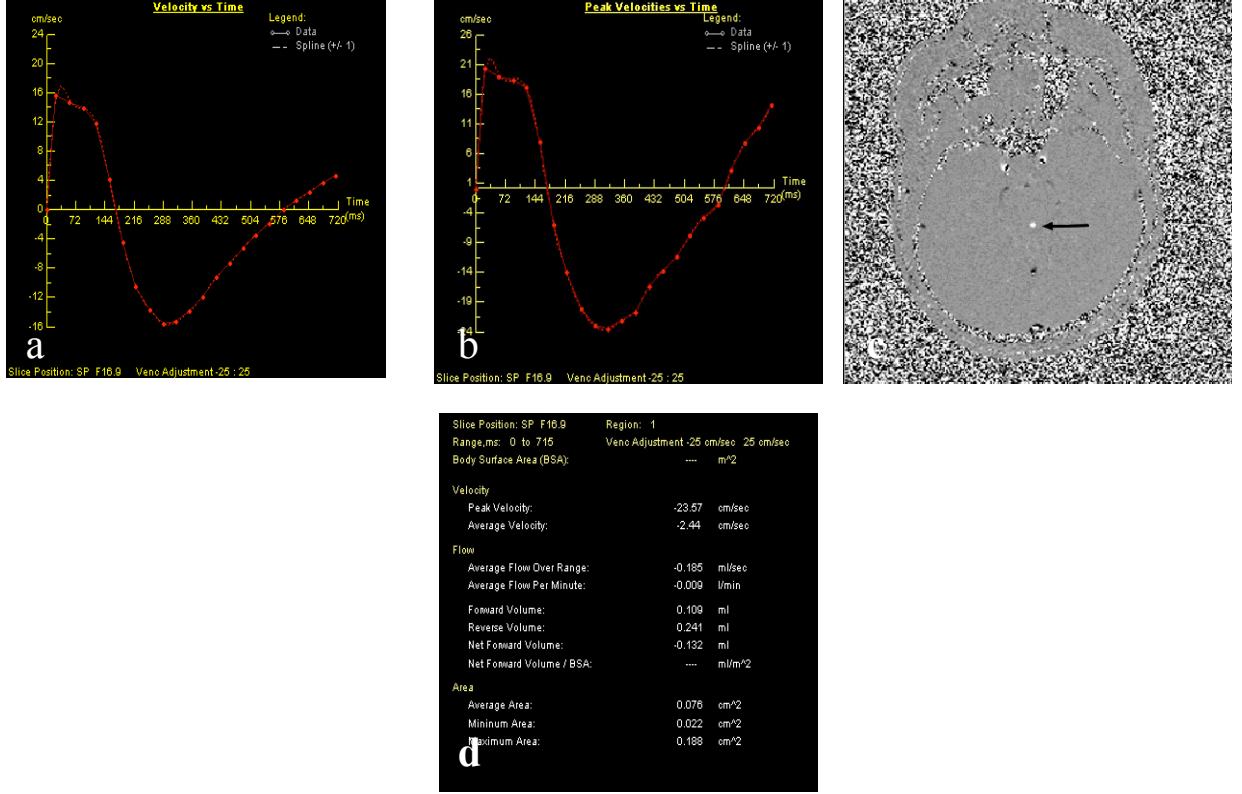 Velocity vs Time
cm/sec
Legend:
Data
Spline (+/- 1)
24
20
16
12
8
4
0
-4
-8
-12
-16
0 72 144 216 288 360 432 504 576 648 720
Time
(ms)
a
Slice Position: SP F16.9 Venc Adjustment -25 : 25
Peak Velocities vs Time
cm/sec
Legend:
Data
Spline (+/- 1)
26
21
16
11
6
1
-4
-9
-14
-19
-24
0 72 144 216 288 360 432 504 576 648 720
Time
(ms)
b
Slice Position: SP F16.9 Venc Adjustment -25 : 25
c
Slice Position: SP F16.9 Region: 1
Range,ms: 0 to 715 Venc Adjustment -25 cm/sec 25 cm/sec
Body Surface Area (BSA): ---- m^2
Velocity
Peak Velocity: -23.57 cm/sec
Average Velocity: -2.44 cm/sec
Flow
Average Flow Over Range: -0.185 ml/sec
Average Flow Per Minute: -0.009 l/min
Forward Volume: 0.109 ml
Reverse Volume: 0.241 ml
Net Forward Volume: -0.132 ml
Net Forward Volume / BSA: ---- ml/m^2
Area
Average Area: 0.076 cm^2
Mininum Area: 0.022 cm^2
Maximum Area: 0.188 cm^2
d